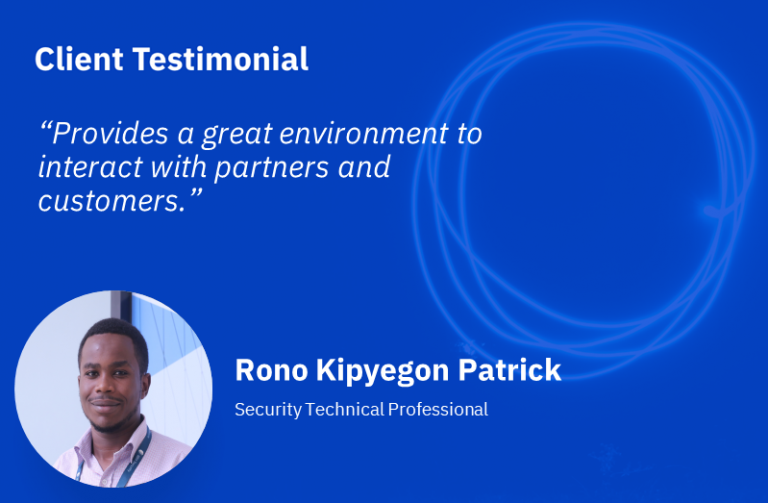 Client Testimonial
“Provides a great environment to
interact with partners and
customers.”
Rono Kipyegon Patrick
Security Technical Professional